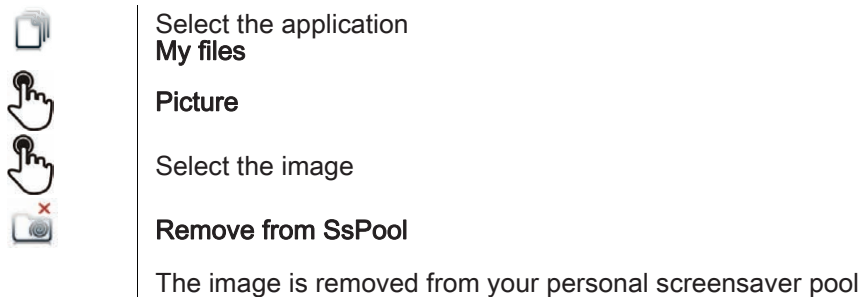 Select the application
My files
Picture
Select the image
Remove from SsPool
The image is removed from your personal screensaver pool